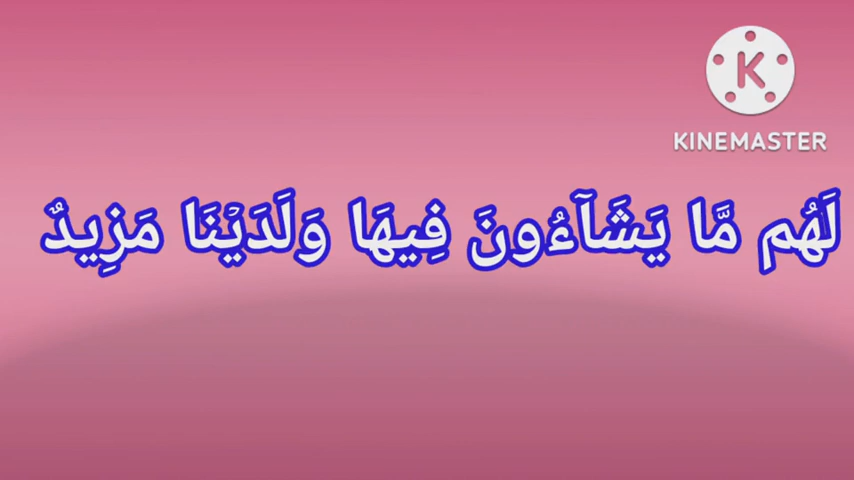 KINEMASTER
لَهُم مَّا يَشَآءُونَ فِيهَا وَلَدَيْنَا مَزِيدٌ